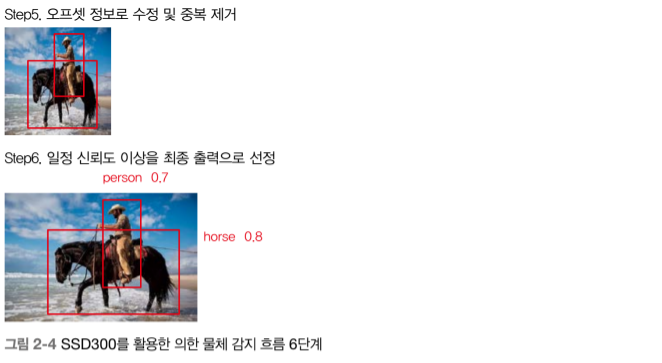 Step5. 오프셋 정보로 수정 및 중복 제거
Step6. 일정 신뢰도 이상을 최종 출력으로 선정
person 0.7
horse 0.8
그림 2-4 SSD300를 활용한 의한 물체 감지 흐름 6단계